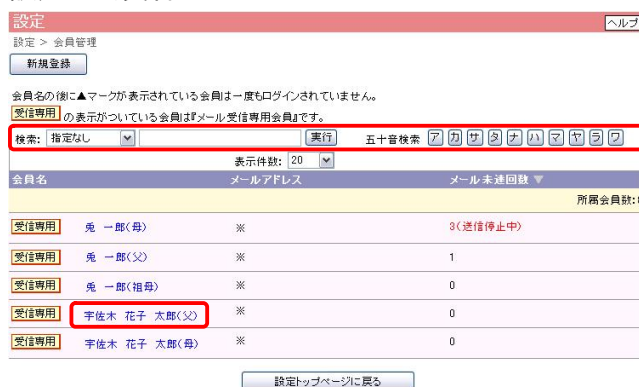 設定
ヘルプ
設定 > 会員管理
新規登録
会員名の後に▲マークが表示されている会員は一度もログインされていません。
受信専用 の表示がついている会員は『メール受信専用会員』です。
検索: 指定なし 実行 五十音検索 ア カ サ タ ナ ハ マ ヤ ラ ワ
表示件数: 20
会員名 メールアドレス メール未達回数 ▼
所属会員数:
受信専用 兎 一郎(母) ※ 3(送信停止中)
受信専用 兎 一郎(父) ※ 1
受信専用 兎 一郎(祖母) ※ 0
受信専用 宇佐木 花子 太郎(父) ※ 0
受信専用 宇佐木 花子 太郎(母) ※ 0
設定トップページに戻る